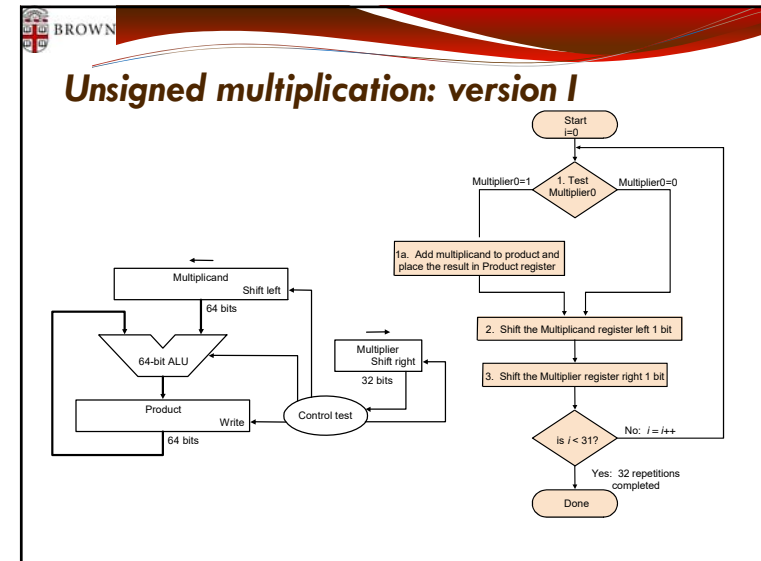 BROWN
Unsigned multiplication: version I
Start
i=0
Multiplier0=1
1. Test
Multiplier0
Multiplier0=0
1a. Add multiplicand to product and
place the result in Product register
2. Shift the Multiplicand register left 1 bit
3. Shift the Multiplier register right 1 bit
is i < 31?
No: i = i++
Yes: 32 repetitions
completed
Done
Multiplicand
Shift left
64 bits
64-bit ALU
Product
Write
64 bits
Multiplier
Shift right
32 bits
Control test